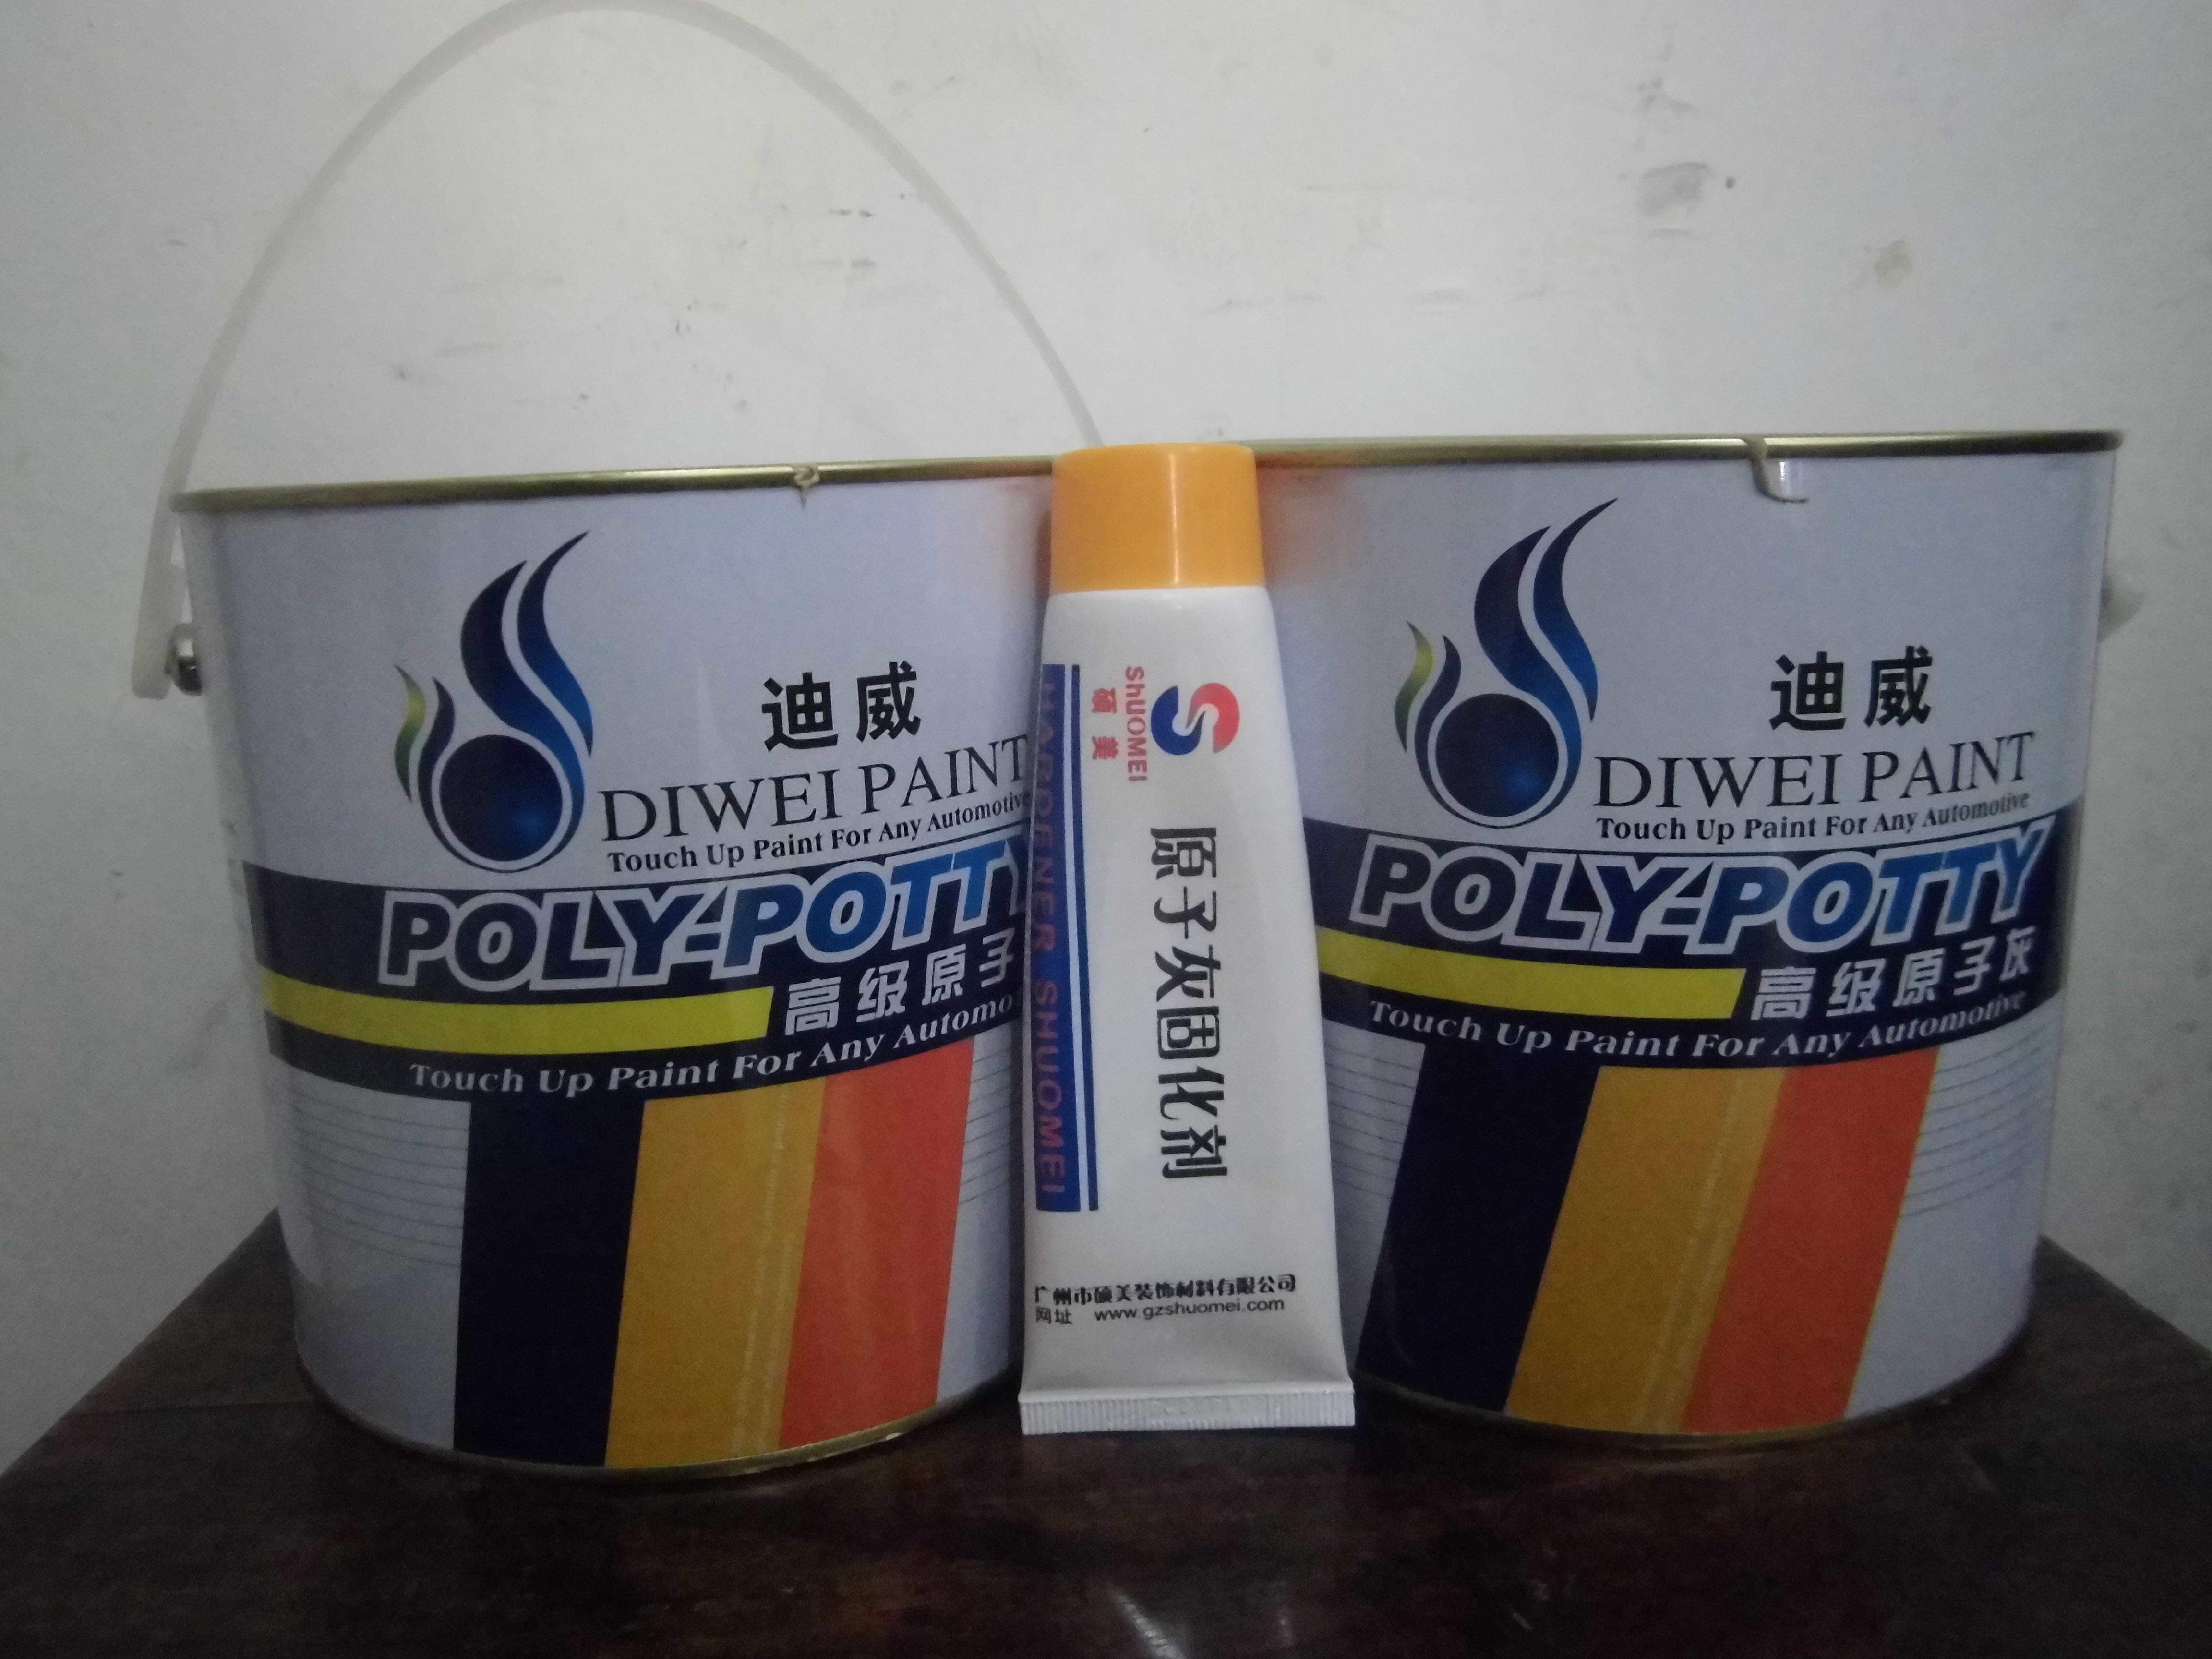 迪威
DIWEI PAINT
Touch Up Paint For Any Automotive
POLY-POTTY
高级原子
Touch Up Paint For Any Automo
ShUOMEI
硕美
原子灰固化剂
HARDENER SHUOMEI
广州市硕美装饰材料有限公司
网址 www.gzshuomei.com
迪威
DIWEI PAINT
Touch Up Paint For Any Automotive
POLY-POTTY
高级原子灰
Touch Up Paint For Any Automotive